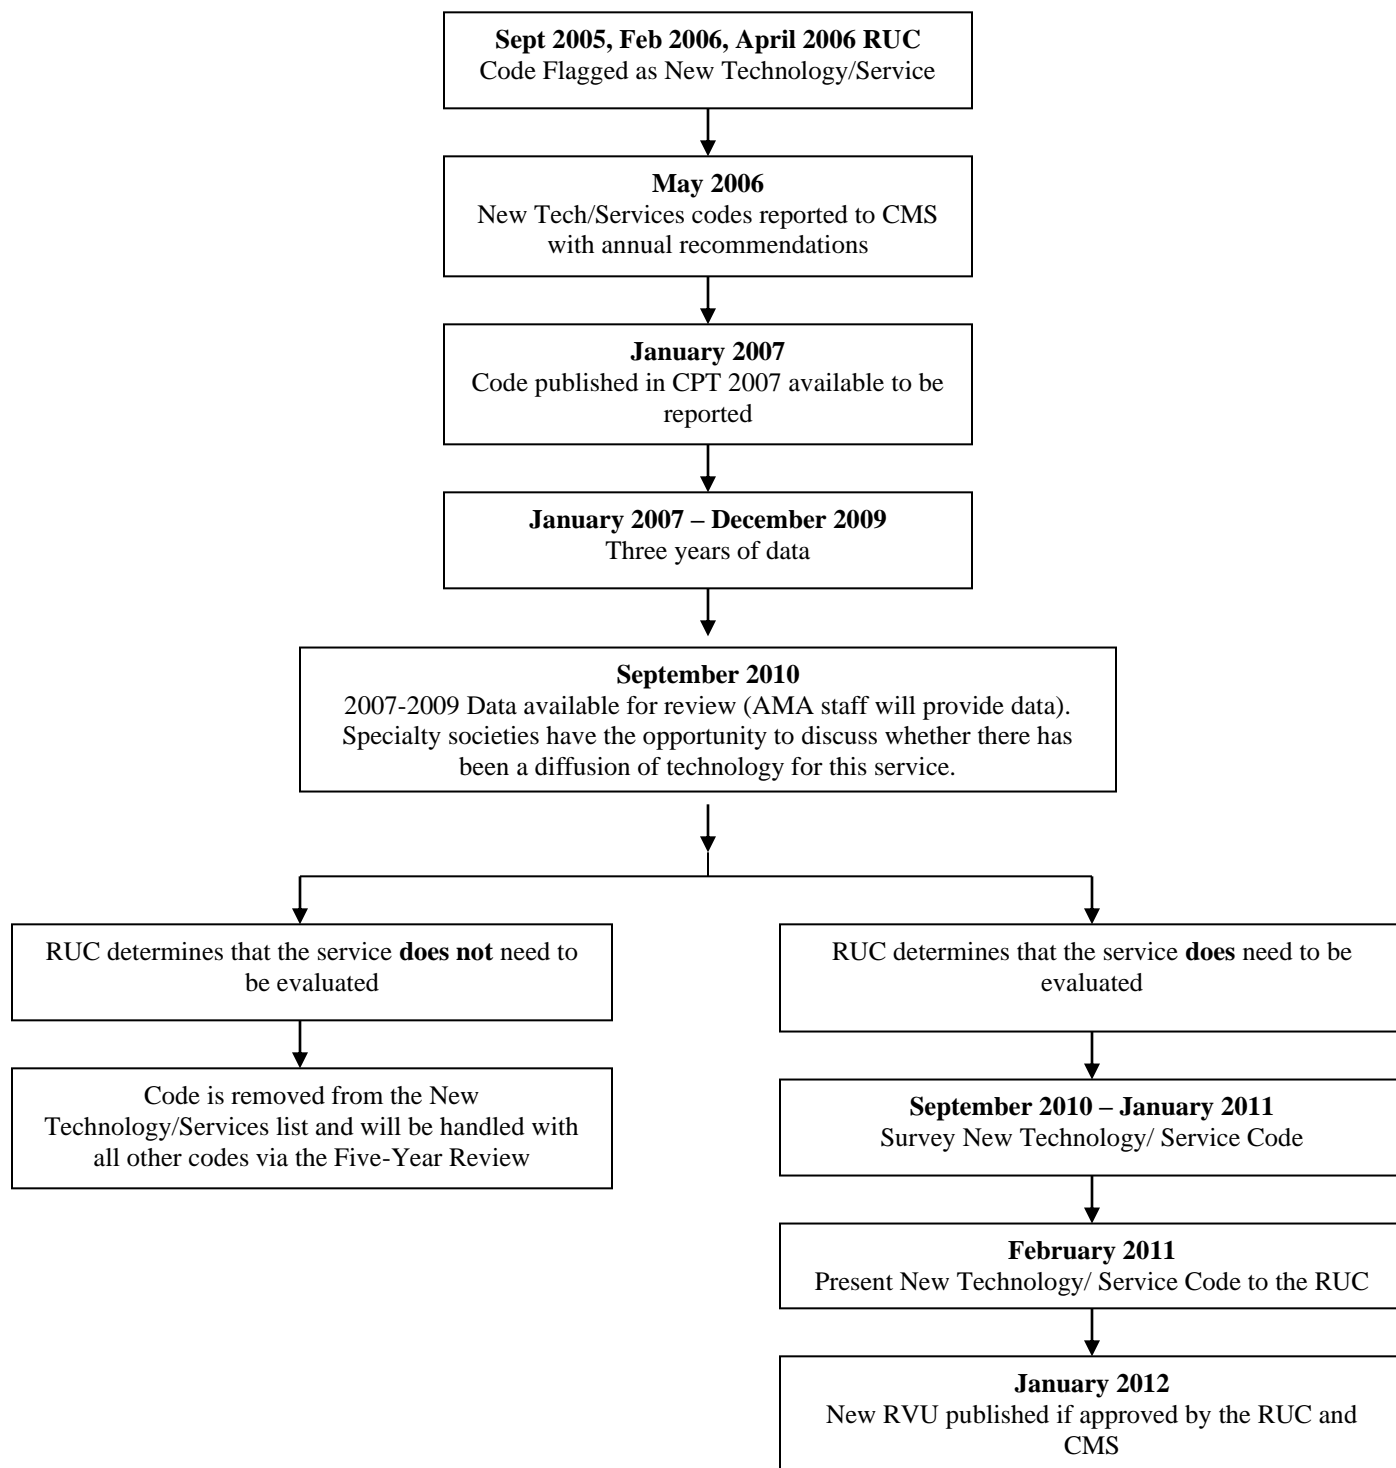 Sept 2005, Feb 2006, April 2006 RUC
Code Flagged as New Technology/Service
May 2006
New Tech/Services codes reported to CMS
with annual recommendations
January 2007
Code published in CPT 2007 available to be
reported
January 2007 – December 2009
Three years of data
September 2010
2007-2009 Data available for review (AMA staff will provide data).
Specialty societies have the opportunity to discuss whether there has
been a diffusion of technology for this service.
RUC determines that the service does not need to
be evaluated
Code is removed from the New
Technology/Services list and will be handled with
all other codes via the Five-Year Review
RUC determines that the service does need to be
evaluated
September 2010 – January 2011
Survey New Technology/ Service Code
February 2011
Present New Technology/ Service Code to the RUC
January 2012
New RVU published if approved by the RUC and
CMS